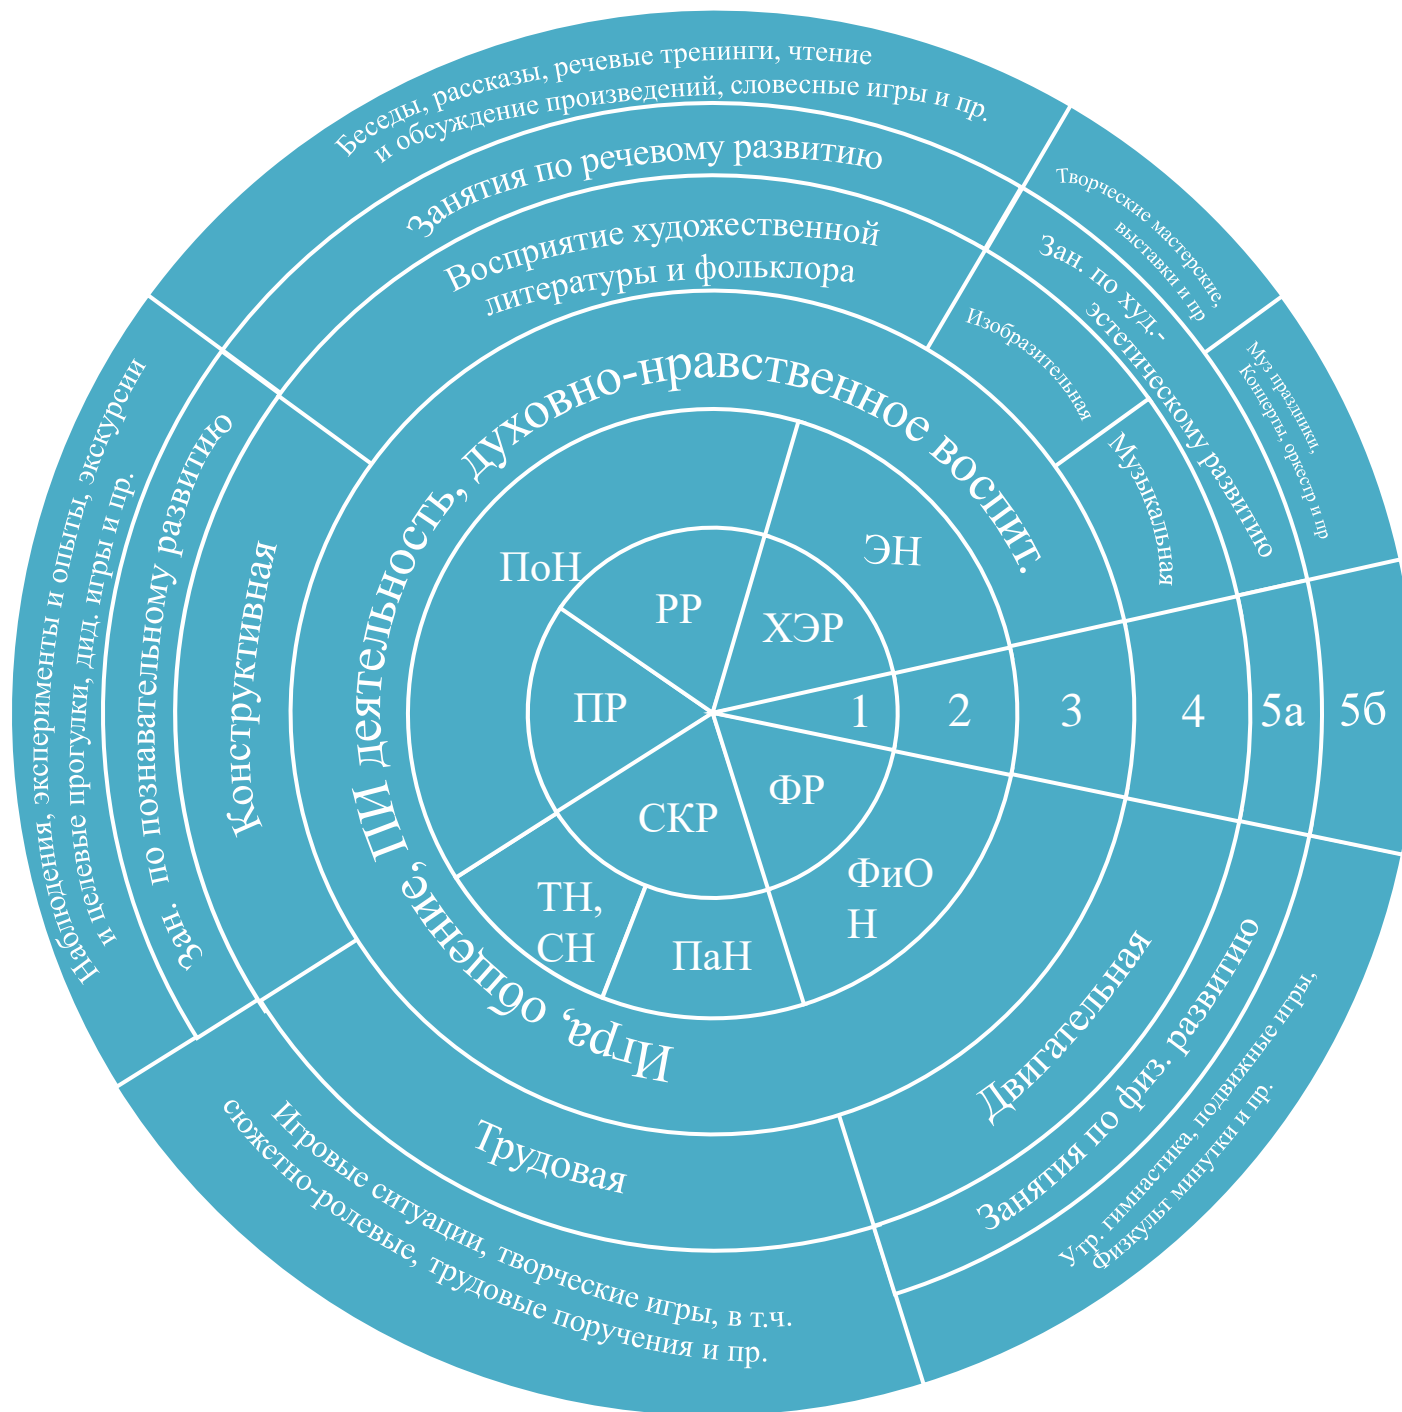 Беседы, рассказы, речевые тренинги, чтение
и обсуждение произведений, словесные игры и пр.
Занятия по речевому развитию
Восприятие художественной
литературы и фольклора
Творческие мастерские,
выставки и пр
Зан. по худ.-
эстетическому развитию
Изобразительная
Музыкальная
Муз праздники,
Концерты, оркестр и пр
Наблюдения, эксперименты и опыты, экскурсии
и целевые прогулки, дид. игры и пр.
Зан. по познавательному развитию
Конструктивная
Игра, общение, ПИ деятельность, духовно-нравственное воспит.
ПоН
ЭН
РР
ХЭР
ПР
1
2
3
4
5а
5б
СКР
ФР
ТН,
СН
ПаН
ФиО
Н
Двигательная
Занятия по физ. развитию
Утр. гимнастика, подвижные игры,
Физкульт минутки и пр.
Трудовая
Игровые ситуации, творческие игры, в т.ч.
сюжетно-ролевые, трудовые поручения и пр.